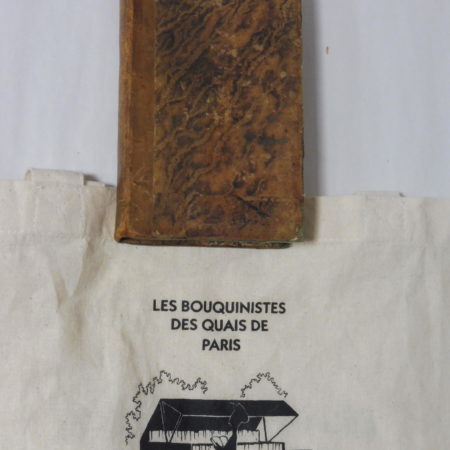 LES BOUQUINISTES
DES QUAIS DE
PARIS